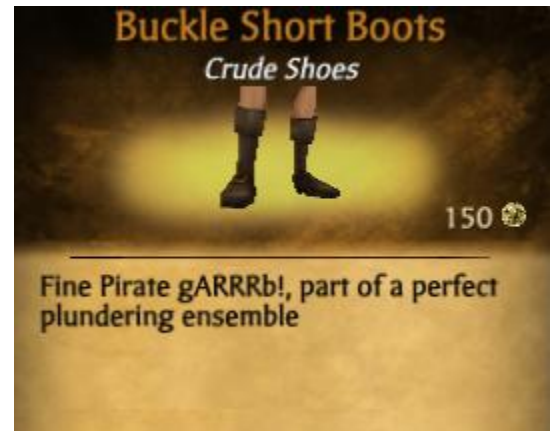 Buckle Short Boots
Crude Shoes
150
Fine Pirate gARRRb!, part of a perfect
plundering ensemble